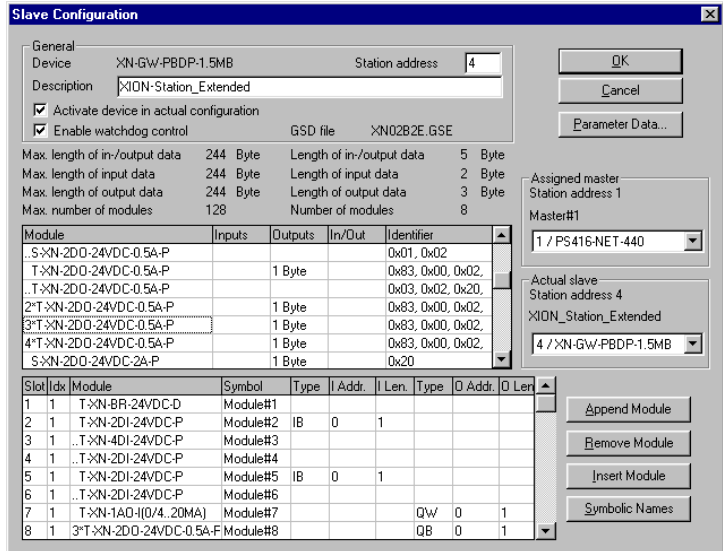 Slave Configuration
General
Device XN-GW-PBDP-1.5MB Station address 4
Description XION-Station_Extended
Activate device in actual configuration
Enable watchdog control GSD file XN02B2E.GSE
OK
Cancel
Parameter Data...
Max. length of in-/output data 244 Byte Length of in-/output data 5 Byte
Max. length of input data 244 Byte Length of input data 2 Byte
Max. length of output data 244 Byte Length of output data 3 Byte
Max. number of modules 128 Number of modules 8
Assigned master
Station address 1
Master#1
1 / PS416-NET-440
Actual slave
Station address 4
XION_Station_Extended
4 / XN-GW-PBDP-1.5MB
Module Inputs Outputs In/Out Identifier
..S-XN-2DO-24VDC-0.5A-P 0x01, 0x02
T-XN-2DO-24VDC-0.5A-P 1 Byte 0x83, 0x00, 0x02,
..T-XN-2DO-24VDC-0.5A-P 0x03, 0x02, 0x20,
2*T-XN-2DO-24VDC-0.5A-P 1 Byte 0x83, 0x00, 0x02,
3*T-XN-2DO-24VDC-0.5A-P 1 Byte 0x83, 0x00, 0x02,
4*T-XN-2DO-24VDC-0.5A-P 1 Byte 0x83, 0x00, 0x02,
S-XN-2DO-24VDC-2A-P 1 Byte 0x20
Slot Idx Module Symbol Type I Addr. I Len. Type O Addr. O Len
1 1 T-XN-BR-24VDC-D Module#1
2 1 T-XN-2DI-24VDC-P Module#2 IB 0 1
3 1 ..T-XN-4DI-24VDC-P Module#3
4 1 ..T-XN-2DI-24VDC-P Module#4
5 1 T-XN-2DI-24VDC-P Module#5 IB 0 1
6 1 ..T-XN-2DI-24VDC-P Module#6
7 1 T-XN-1AO-I(0/4..20MA) Module#7 QW 0 1
8 1 3*T-XN-2DO-24VDC-0.5A-F Module#8 QB 0 1
Append Module
Remove Module
Insert Module
Symbolic Names